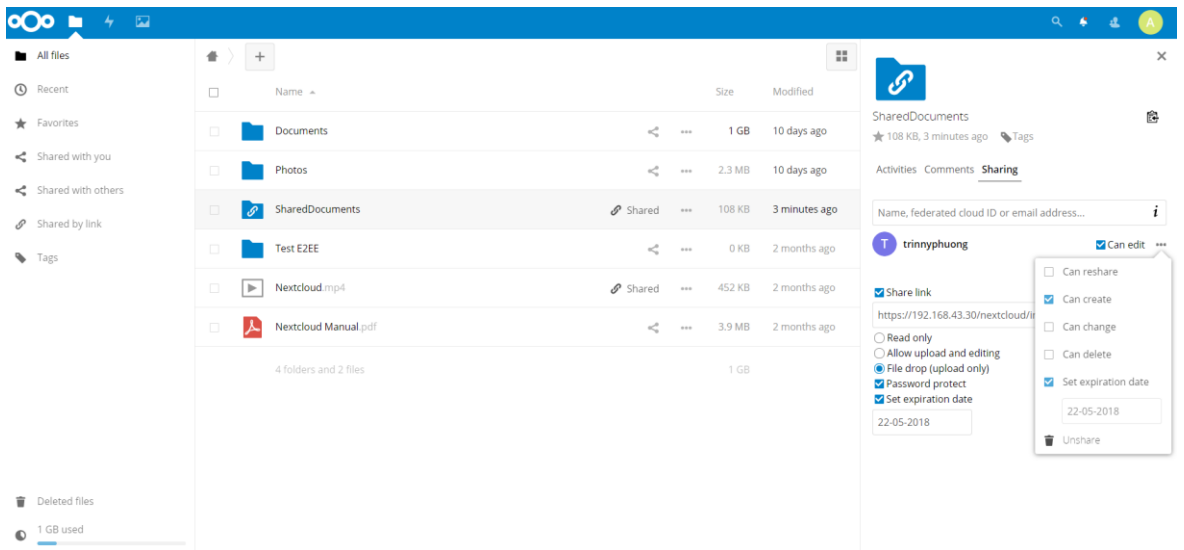 A
All files
Recent
Favorites
Shared with you
Shared with others
Shared by link
Tags
Deleted files
1 GB used
+
Name
Size
Modified
Documents
1 GB
10 days ago
Photos
2.3 MB
10 days ago
SharedDocuments
Shared
108 KB
3 minutes ago
Test E2EE
0 KB
2 months ago
Nextcloud.mp4
Shared
452 KB
2 months ago
Nextcloud Manual.pdf
3.9 MB
2 months ago
4 folders and 2 files
1 GB
SharedDocuments
108 KB, 3 minutes ago
Tags
Activities Comments Sharing
Name, federated cloud ID or email address...
i
T
trinnyphuong
Can edit
Can reshare
Can create
Can change
Can delete
Set expiration date
22-05-2018
Unshare
Share link
https://192.168.43.30/nextcloud/i
Read only
Allow upload and editing
File drop (upload only)
Password protect
Set expiration date
22-05-2018